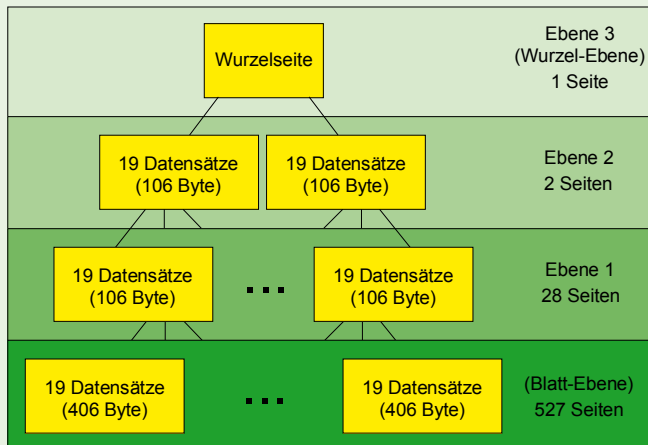 Wurzelseite
Ebene 3
(Wurzel-Ebene)
1 Seite
19 Datensätze
(106 Byte)
19 Datensätze
(106 Byte)
Ebene 2
2 Seiten
19 Datensätze
(106 Byte)
...
19 Datensätze
(106 Byte)
Ebene 1
28 Seiten
19 Datensätze
(406 Byte)
...
19 Datensätze
(406 Byte)
(Blatt-Ebene)
527 Seiten